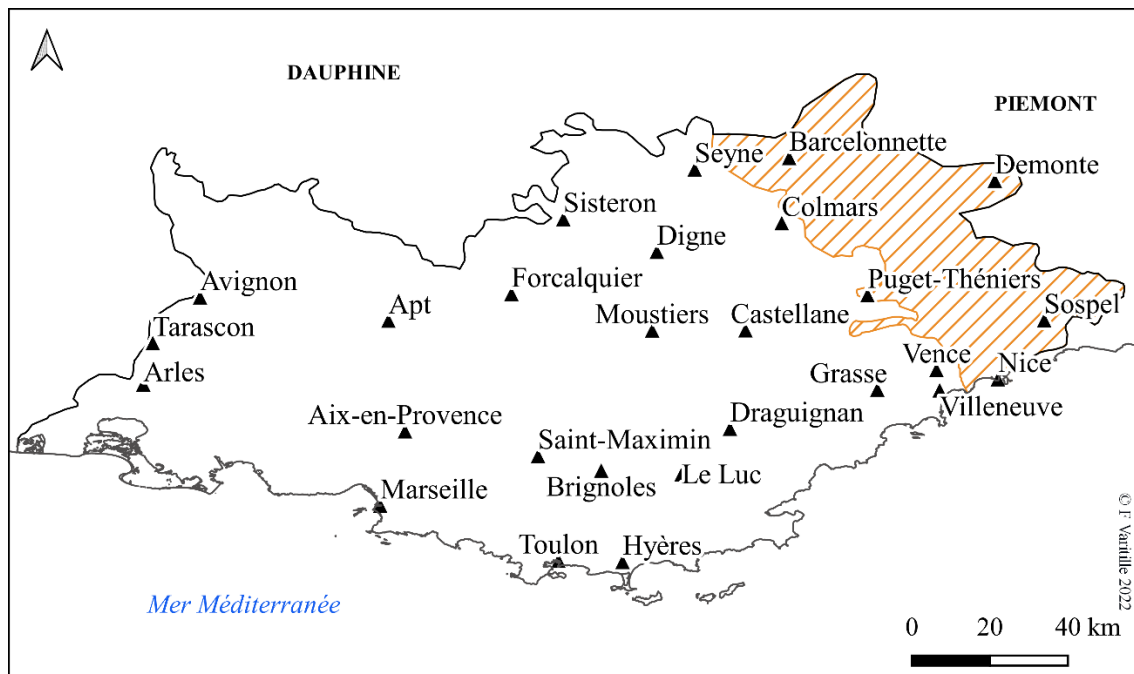 DAUPHINE
PIEMONT
Seyne
Barcelonnette
Demonte
Sisteron
Colmars
Digne
Avignon
Forcalquier
Puget-Théniers
Apt
Moustiers
Castellane
Sospel
Tarascon
Arles
Vence
Nice
Grasse
Villeneuve
Aix-en-Provence
Draguignan
Saint-Maximin
Brignoles
Le Luc
Marseille
Toulon
Hyères
© F Varitille 2022
Mer Méditerranée
0 20 40 km